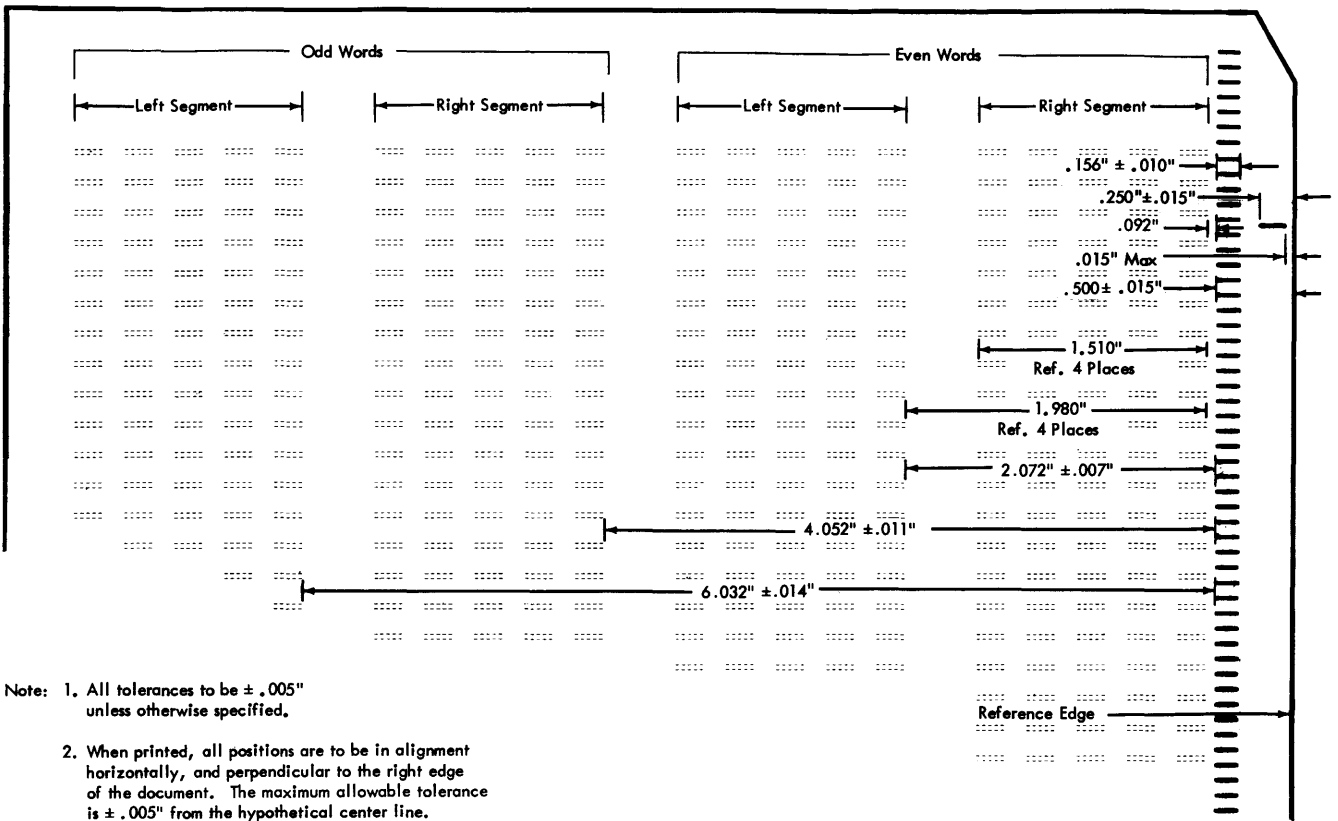 Odd Words
Even Words
Left Segment
Right Segment
Left Segment
Right Segment
.156" ± .010"
.250"±.015"
.092"
.015" Max
.500± .015"
1.510"
Ref. 4 Places
1.980"
Ref. 4 Places
2.072" ±.007"
4.052" ±.011"
6.032" ±.014"
Reference Edge
Note: 1. All tolerances to be ± .005"
unless otherwise specified.
2. When printed, all positions are to be in alignment
horizontally, and perpendicular to the right edge
of the document. The maximum allowable tolerance
is ± .005" from the hypothetical center line.